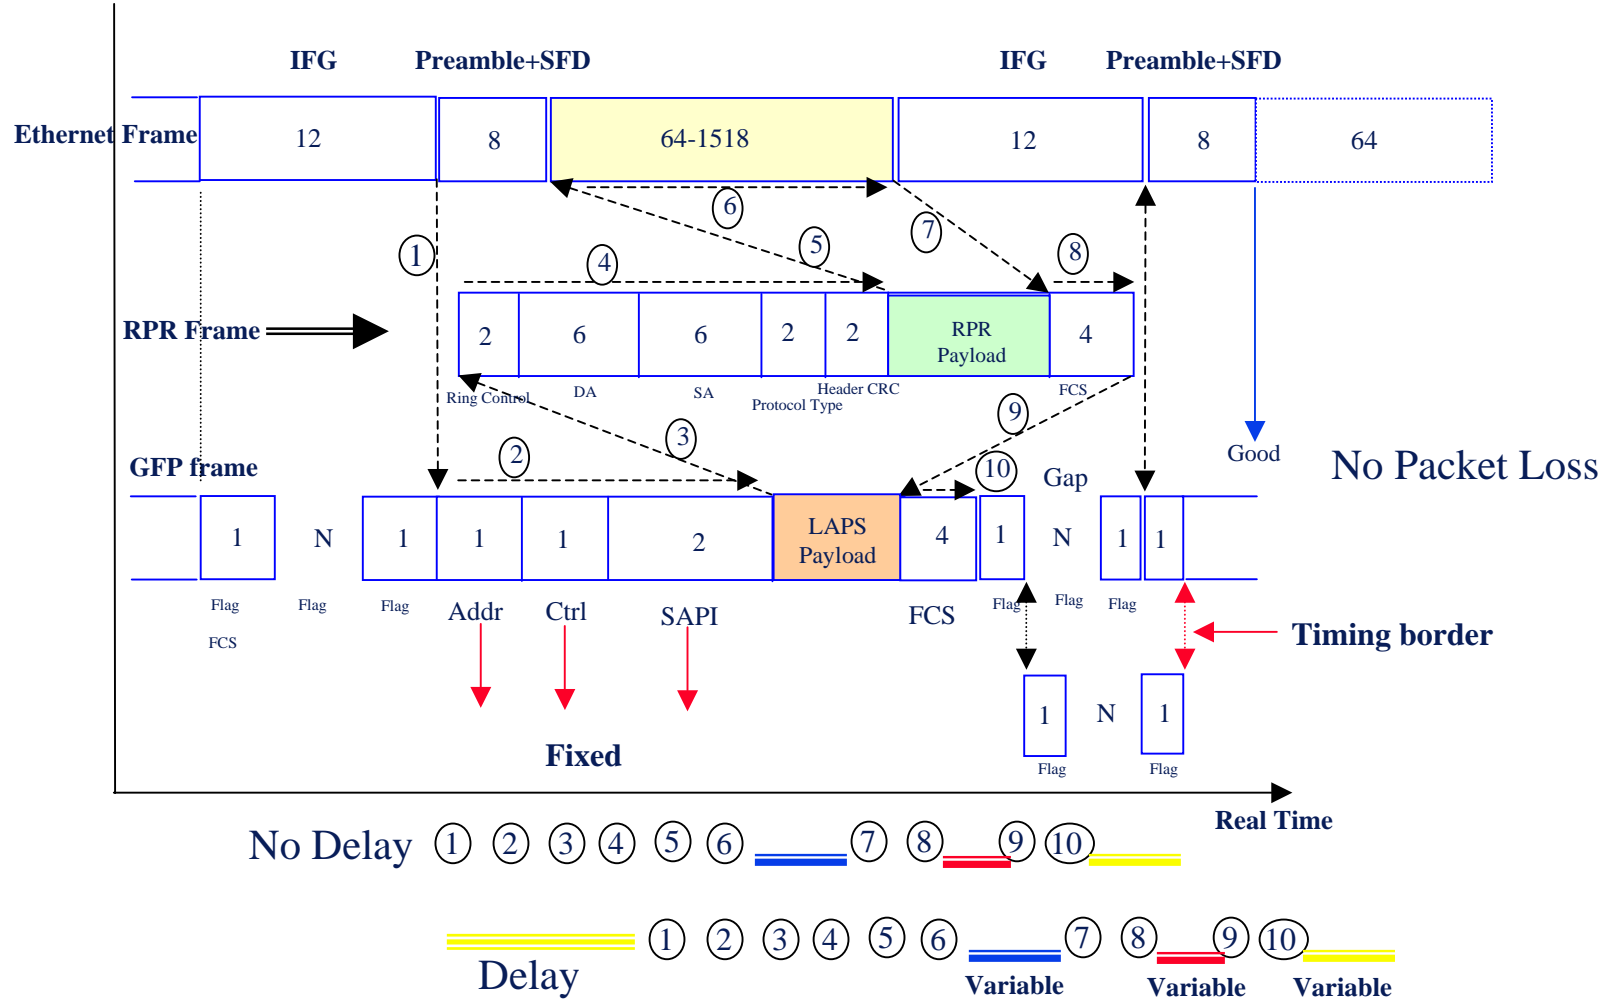 IFG Preamble+SFD IFG Preamble+SFD
Ethernet Frame 12 8 64-1518 12 8 64
6
7
1 4 5 8
RPR Frame 2 6 6 2 2 RPR Payload 4
Ring Control DA SA Protocol Type Header CRC FCS
2 3 9 10
GFP frame Gap Good No Packet Loss
1 N 1 1 1 2 LAPS Payload 4 1 N 1 1
Flag Flag Flag Addr Ctrl SAPI FCS Flag Flag Flag
FCS
Timing border
1 N 1
Fixed
Flag Flag
Real Time
No Delay 1 2 3 4 5 6 7 8 9 10
1 2 3 4 5 6 7 8 9 10
Delay Variable Variable Variable